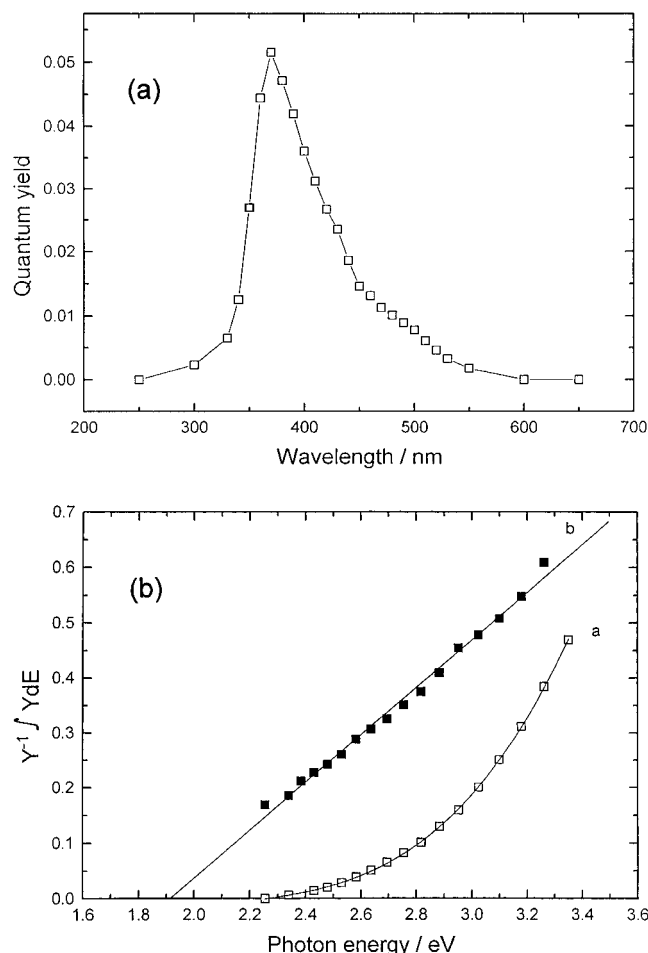 (a)
Quantum yield
0.05
0.04
0.03
0.02
0.01
0.00
200 300 400 500 600 700
Wavelength / nm
(b)
b
a
Y⁻¹ ∫ YdE
0.7
0.6
0.5
0.4
0.3
0.2
0.1
0.0
1.6 1.8 2.0 2.2 2.4 2.6 2.8 3.0 3.2 3.4 3.6
Photon energy / eV